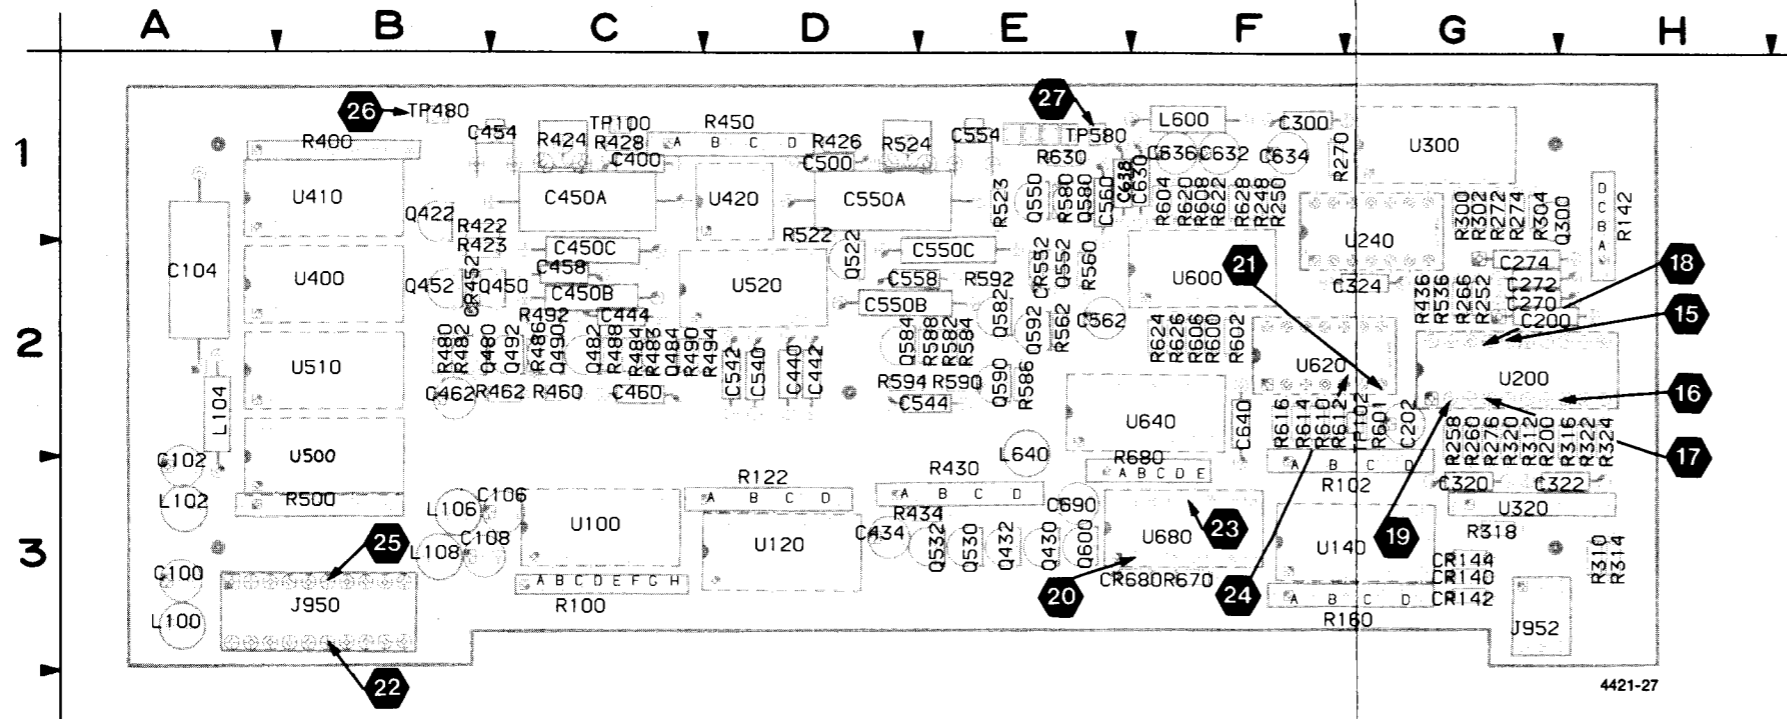 A B C D E F G H
1
26 TP480 C454 R424 TP100 R428 C400 R450 A B C D R426 C500 R524 C554 27 TP580 R630 L600 C636 C632 C300 C634 R270 U300
R400
U410 C450A U420 C550A R523 Q550 R580 Q580 C560 C638 C630 R604 R620 R608 R622 R628 R248 R250 R300 R302 R272 R274 R304 Q300 D C B A R142
Q422 R422
R423 C450C R522 Q522 C550C CR552 Q552 R560 U240
C104 U400 Q452 CR452 Q450 C458 C450B U520 C558 R592 C550B Q582 U600 21 C324 R436 R536 R266 R252 C274 C272 C270 C200 18
R492 C444 Q592 R562 C562 15
2
U510 R480 R482 Q480 Q492 R486 Q490 Q482 R488 R484 R483 Q484 R490 R494 C542 C540 C440 C442 Q584 R588 R582 R584 R624 R626 R606 R600 R602 U620 U200
L104 C462 R462 R460 C460 R594 R590 C544 Q590 R586 16
U640 C640 R616 R614 R610 R612 TP102 R601 C202 R258 R260 R276 R320 R312 R200 R316 R322 R324
U500 C102 L640 R680 A B C D E A B C D 17
L102 R500 L106 C106 R122 A B C D R430 A B C D R102 C320 C322
U100 R434 C690 U320
3
25 L108 C108 U120 C434 Q532 Q530 Q432 Q430 Q600 U680 23 U140 19 R318
C100 A B C D E F G H 20 CR680 R670 24 CR144 R310 R314
CR140
J950 R100 A B C D CR142
L100 R160 J952
22
4421-27